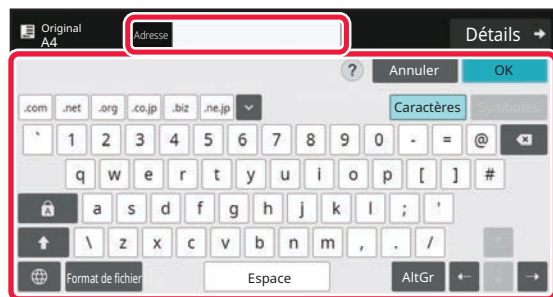 Original
A4
Adresse
Détails
? Annuler OK
.com .net .org .co.jp .biz .ne.jp Caractères Symboles
` 1 2 3 4 5 6 7 8 9 0 - = @
q w e r t y u i o p [ ] #
A a s d f g h j k l ; '
\ z x c v b n m , . /
Format de fichier Espace AltGr